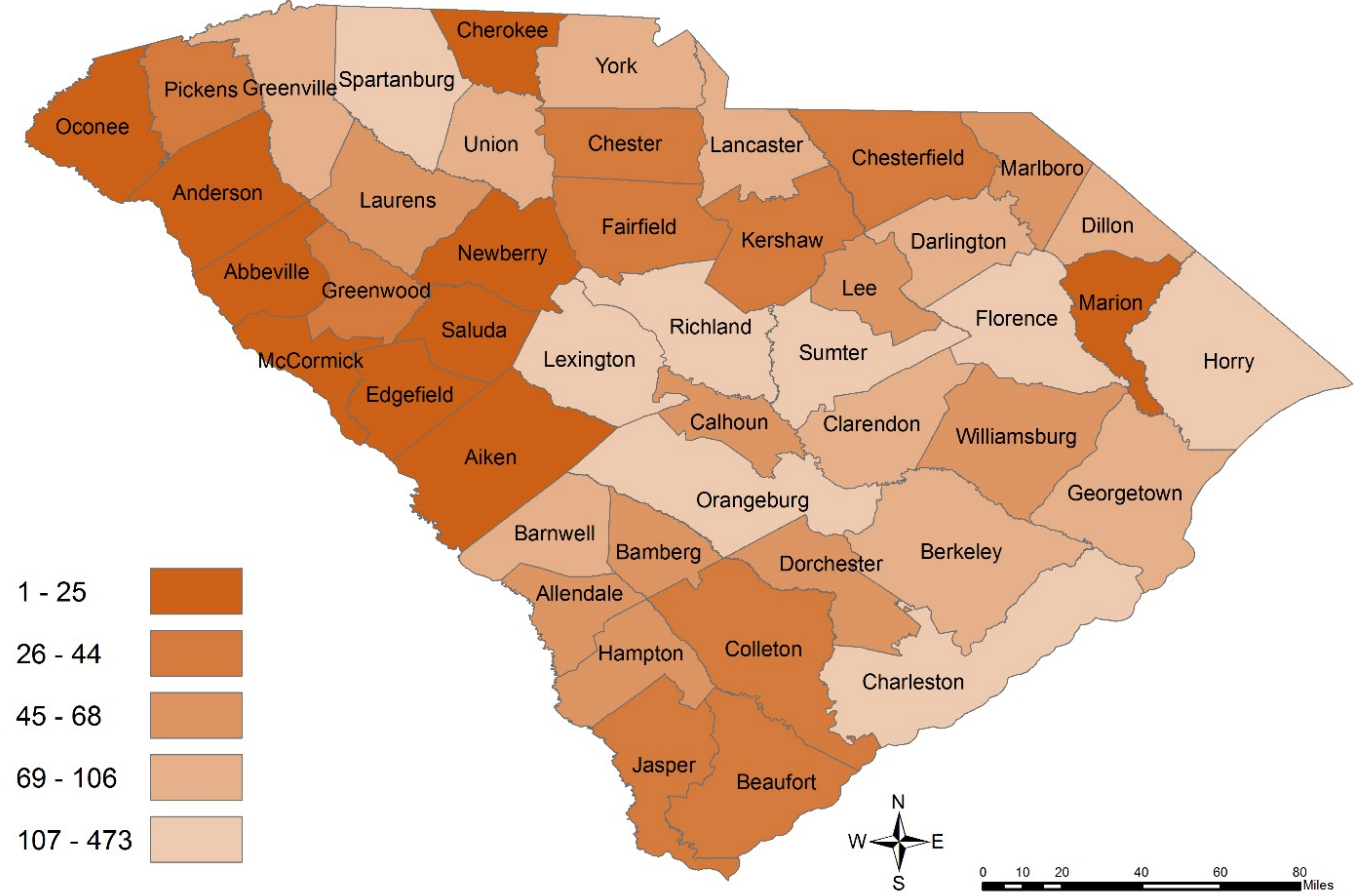 Cherokee
York
Spartanburg
Pickens
Greenville
Oconee
Union
Chester
Lancaster
Chesterfield
Marlboro
Anderson
Laurens
Fairfield
Kershaw
Darlington
Dillon
Newberry
Abbeville
Greenwood
Lee
Marion
Saluda
Richland
Florence
McCormick
Lexington
Sumter
Horry
Edgefield
Calhoun
Clarendon
Williamsburg
Aiken
Orangeburg
Georgetown
Barnwell
Bamberg
Dorchester
Berkeley
Allendale
Hampton
Colleton
Charleston
Jasper
Beaufort
1 - 25
26 - 44
45 - 68
69 - 106
107 - 473
N
W E
S
0 10 20 40 60 80
Miles